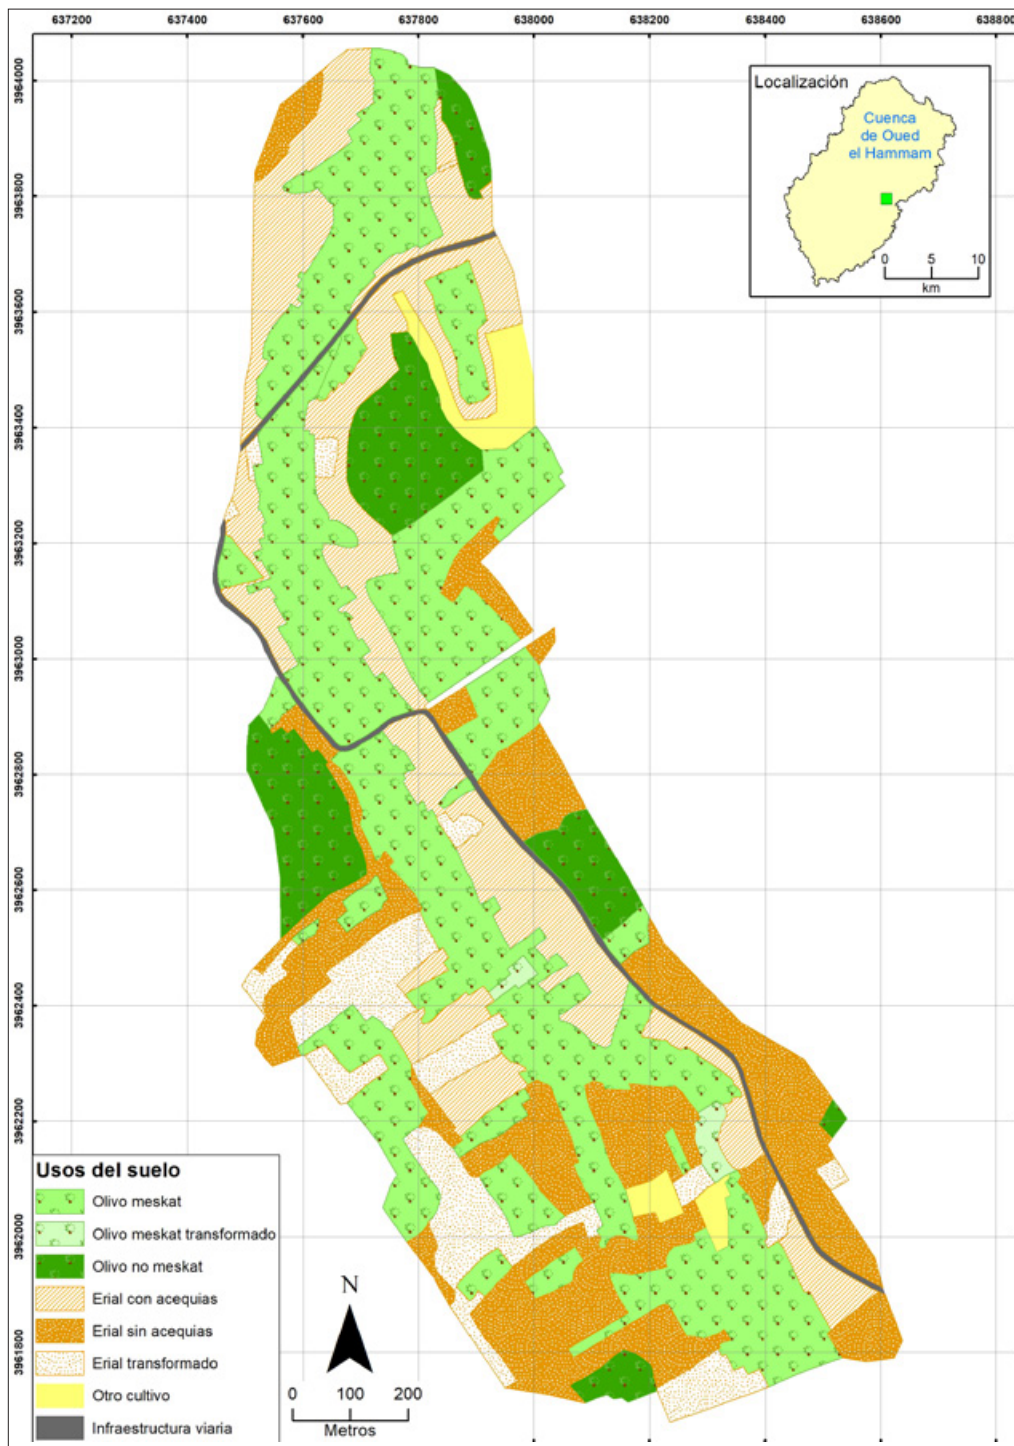 637200 637400 637600 637800 638000 638200 638400 638600 638800
3964000
3963800
3963600
3963400
3963200
3963000
3962800
3962600
3962400
3962200
3962000
3961800
Localización
Cuenca
de Oued
el Hammam
0 5 10
km
Usos del suelo
Olivo meskat
Olivo meskat transformado
Olivo no meskat
Erial con acequias
Erial sin acequias
Erial transformado
Otro cultivo
Infraestructura viaria
N
0 100 200
Metros